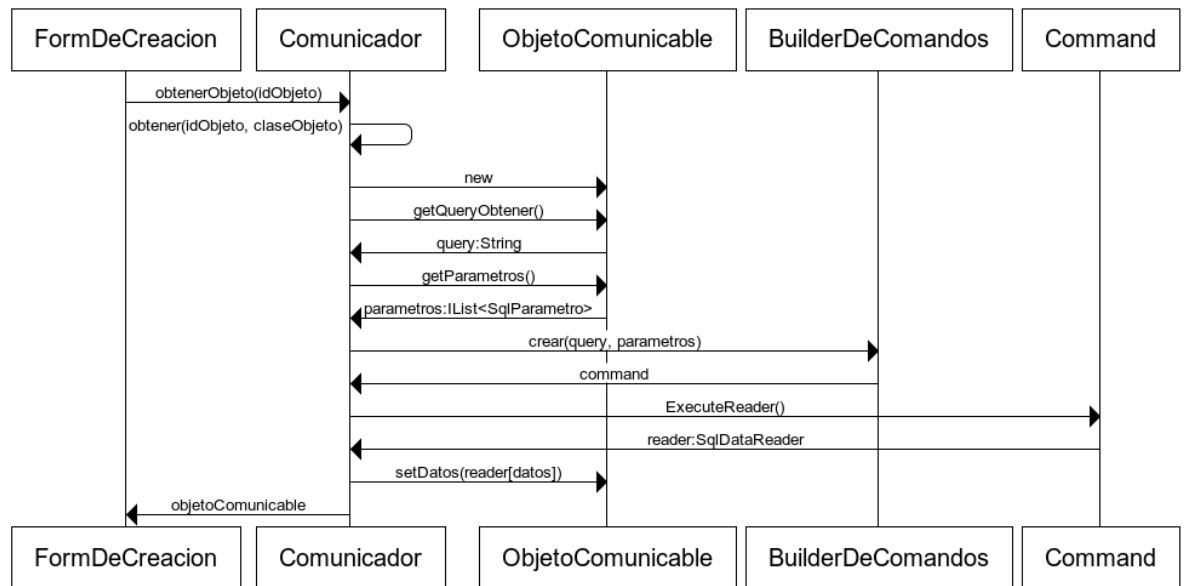 FormDeCreacion Comunicador ObjetoComunicable BuilderDeComandos Command
obtenerObjeto(idObjeto)
obtener(idObjeto, claseObjeto)
new
getQueryObtener()
query:String
getParametros()
parametros:IList<SqlParametro>
crear(query, parametros)
command
ExecuteReader()
reader:SqlDataReader
setDatos(reader[datos])
objetoComunicable
FormDeCreacion Comunicador ObjetoComunicable BuilderDeComandos Command